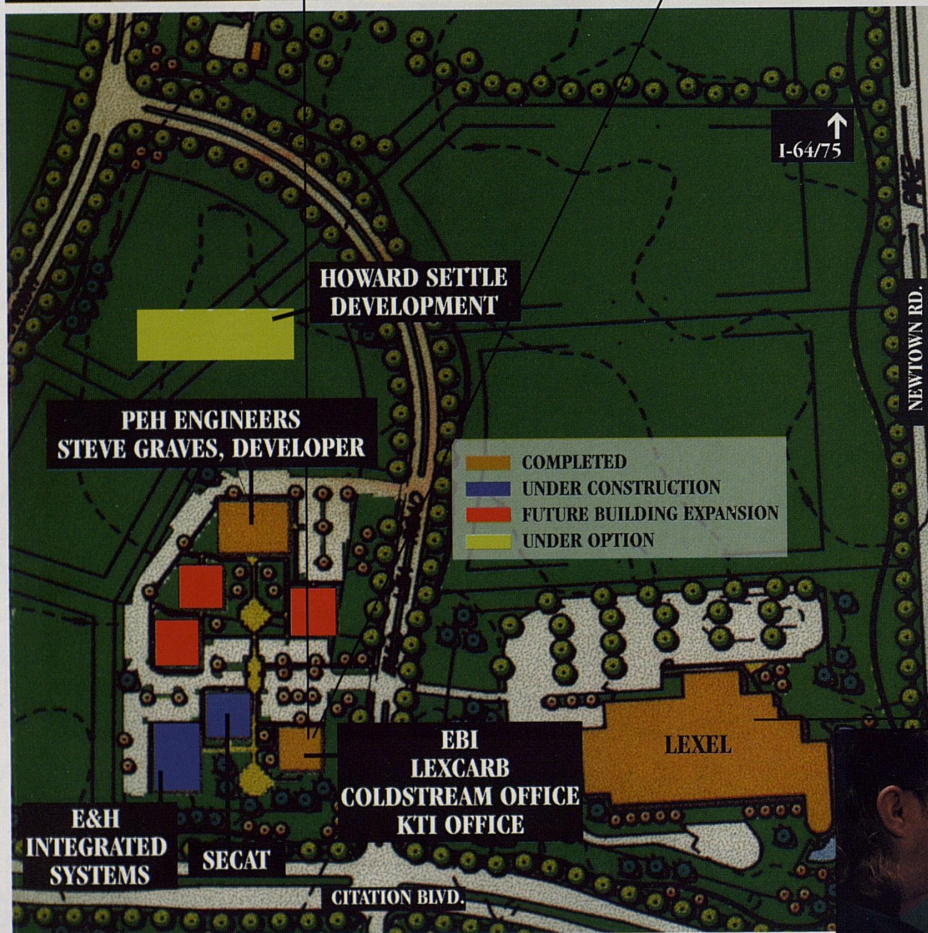 I-64/75
PIKE
HOWARD SETTLE
DEVELOPMENT
NEWTOWN RD.
PEH ENGINEERS
STEVE GRAVES, DEVELOPER
COMPLETED
UNDER CONSTRUCTION
FUTURE BUILDING EXPANSION
UNDER OPTION
LEXEL
EBI
LEXCARB
COLDSTREAM OFFICE
KTI OFFICE
E&H
INTEGRATED
SYSTEMS
SECAT
CITATION BLVD.